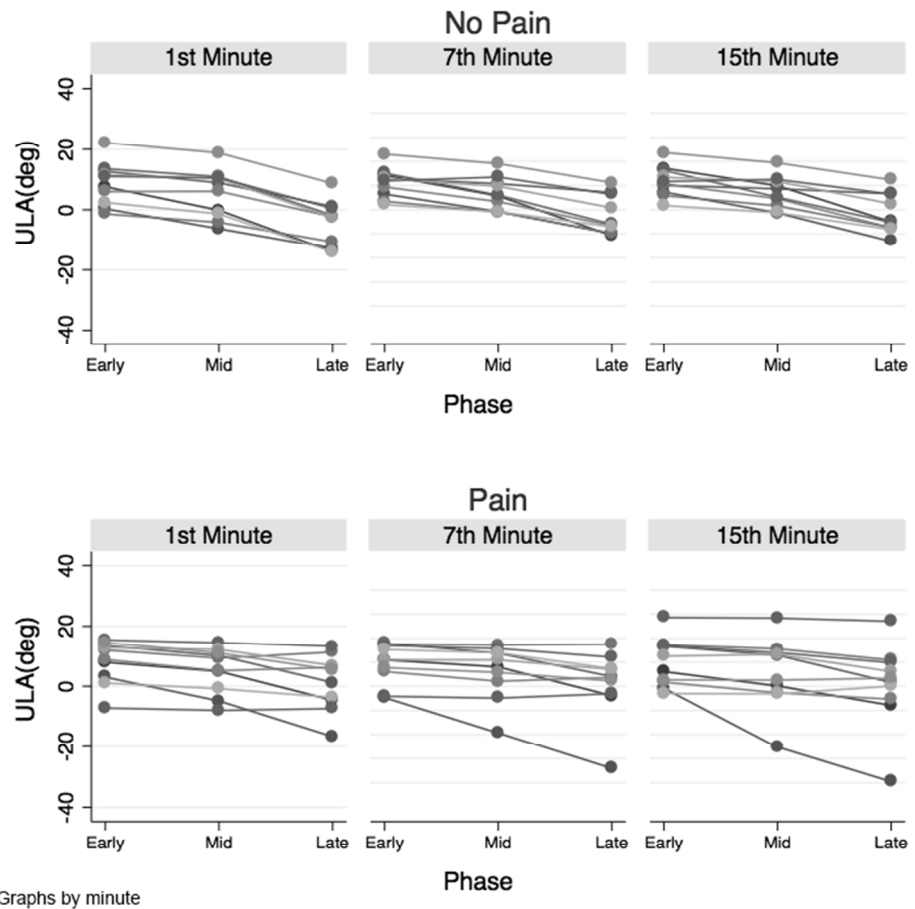 No Pain
1st Minute 7th Minute 15th Minute
ULA(deg)
40
20
0
-20
-40
Early Mid Late Early Mid Late Early Mid Late
Phase
Pain
1st Minute 7th Minute 15th Minute
ULA(deg)
40
20
0
-20
-40
Early Mid Late Early Mid Late Early Mid Late
Phase
Graphs by minute